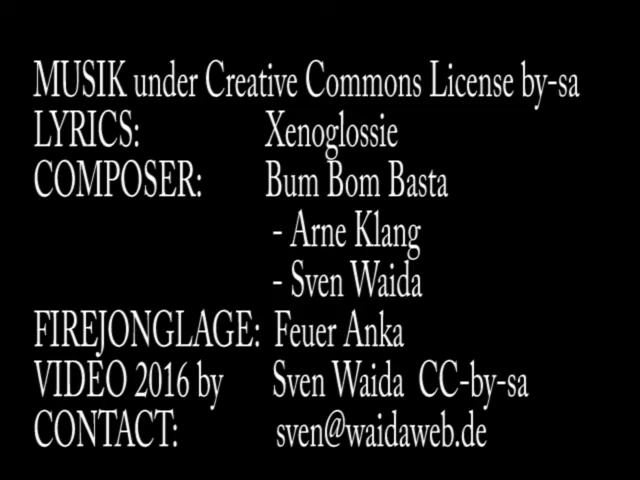 MUSIK under Creative Commons License by-sa
LYRICS: Xenoglossie
COMPOSER: Bum Bom Basta
- Arne Klang
- Sven Waida
FIREJONGLAGE: Feuer Anka
VIDEO 2016 by Sven Waida CC-by-sa
CONTACT: sven@waidaweb.de